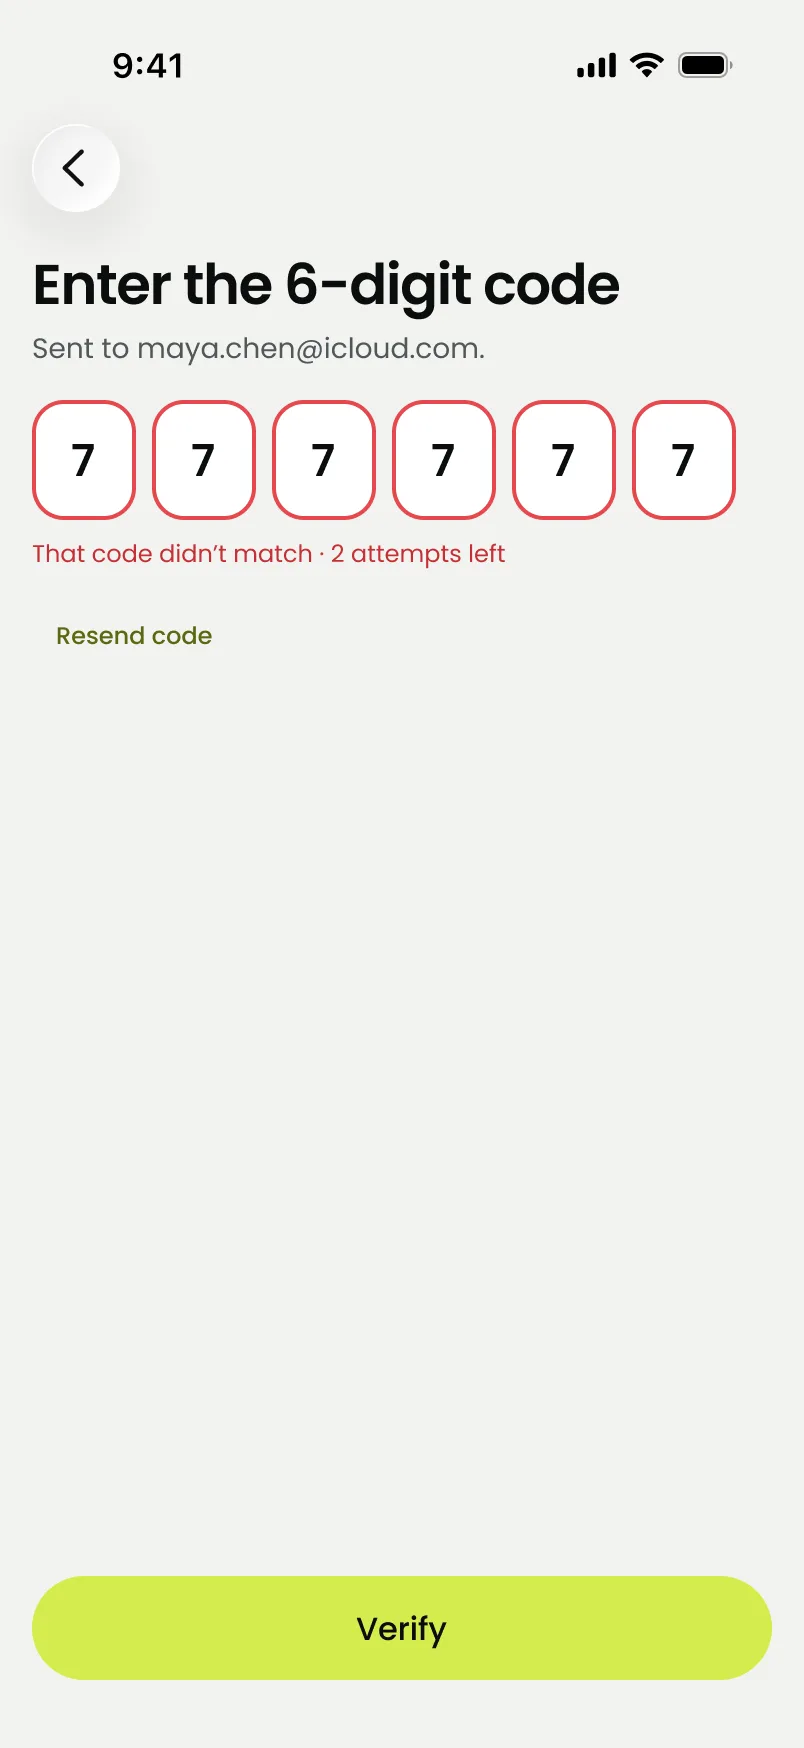 9:41
Enter the 6-digit code
Sent to maya.chen@icloud.com.
7 7 7 7 7 7
That code didn’t match · 2 attempts left
Resend code
Verify